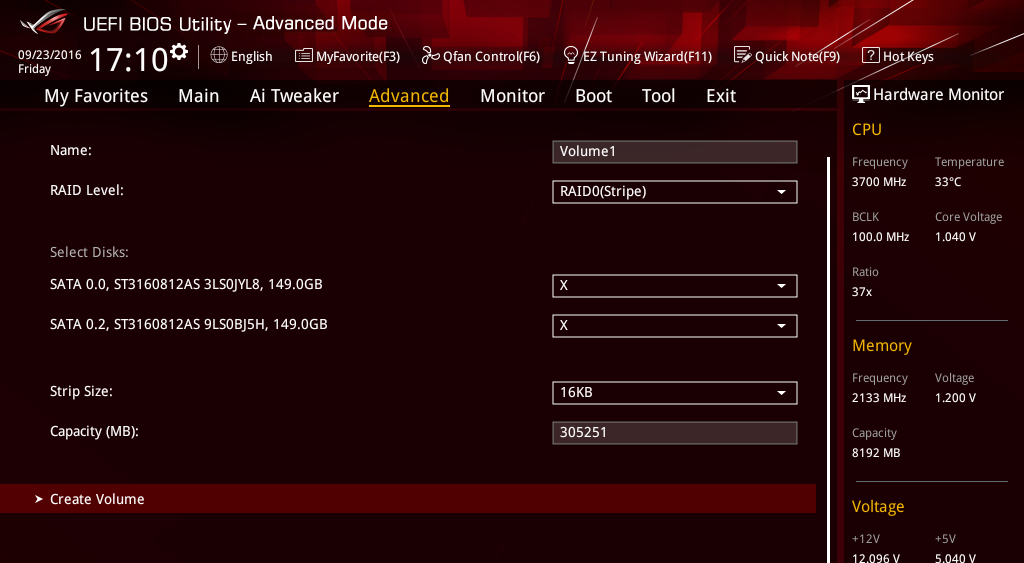 UEFI BIOS Utility – Advanced Mode
09/23/2016
Friday
17:10
English
MyFavorite(F3)
Qfan Control(F6)
EZ Tuning Wizard(F11)
Quick Note(F9)
? Hot Keys
My Favorites Main Ai Tweaker Advanced Monitor Boot Tool Exit
Name: Volume1
RAID Level: RAID0(Stripe)
Select Disks:
SATA 0.0, ST3160812AS 3LS0JYL8, 149.0GB X
SATA 0.2, ST3160812AS 9LS0BJ5H, 149.0GB X
Strip Size: 16KB
Capacity (MB): 305251
Create Volume
Hardware Monitor
CPU
Frequency Temperature
3700 MHz 33°C
BCLK Core Voltage
100.0 MHz 1.040 V
Ratio
37x
Memory
Frequency Voltage
2133 MHz 1.200 V
Capacity
8192 MB
Voltage
+12V +5V
12.096 V 5.040 V